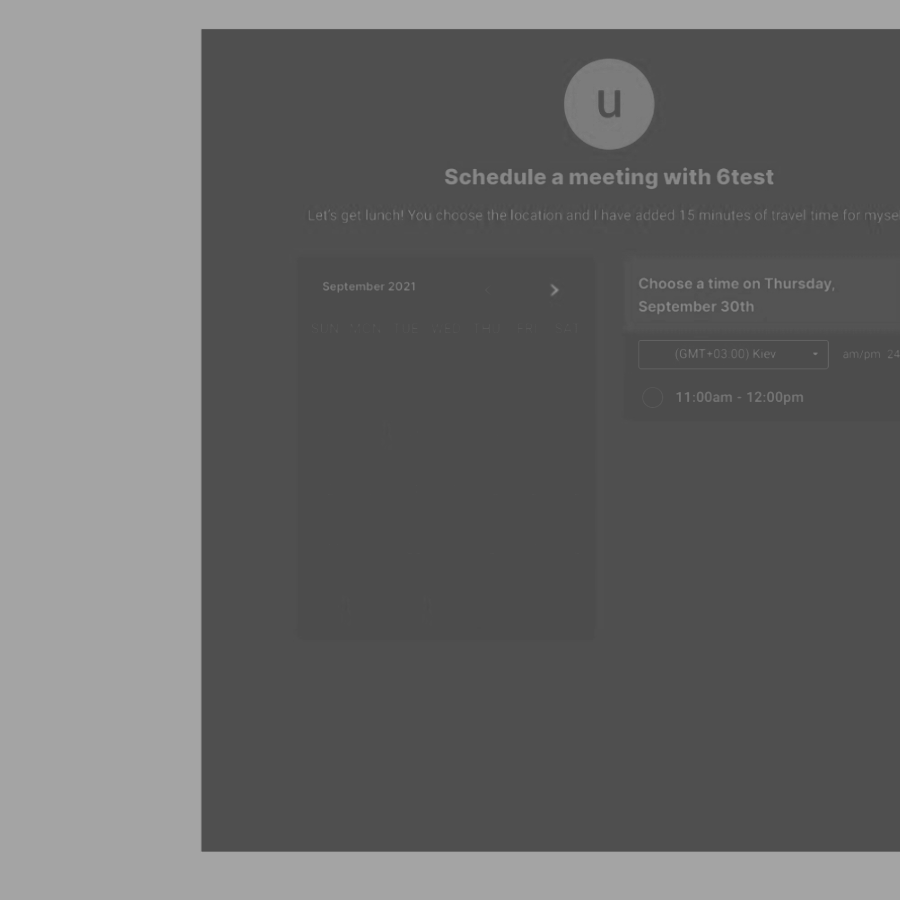 u
Schedule a meeting with 6test
Let's get lunch! You choose the location and I have added 15 minutes of travel time for myse
September 2021
SUN MON TUE WED THU FRI SAT
Choose a time on Thursday,
September 30th
(GMT+03:00) Kiev
am/pm 24
11:00am - 12:00pm